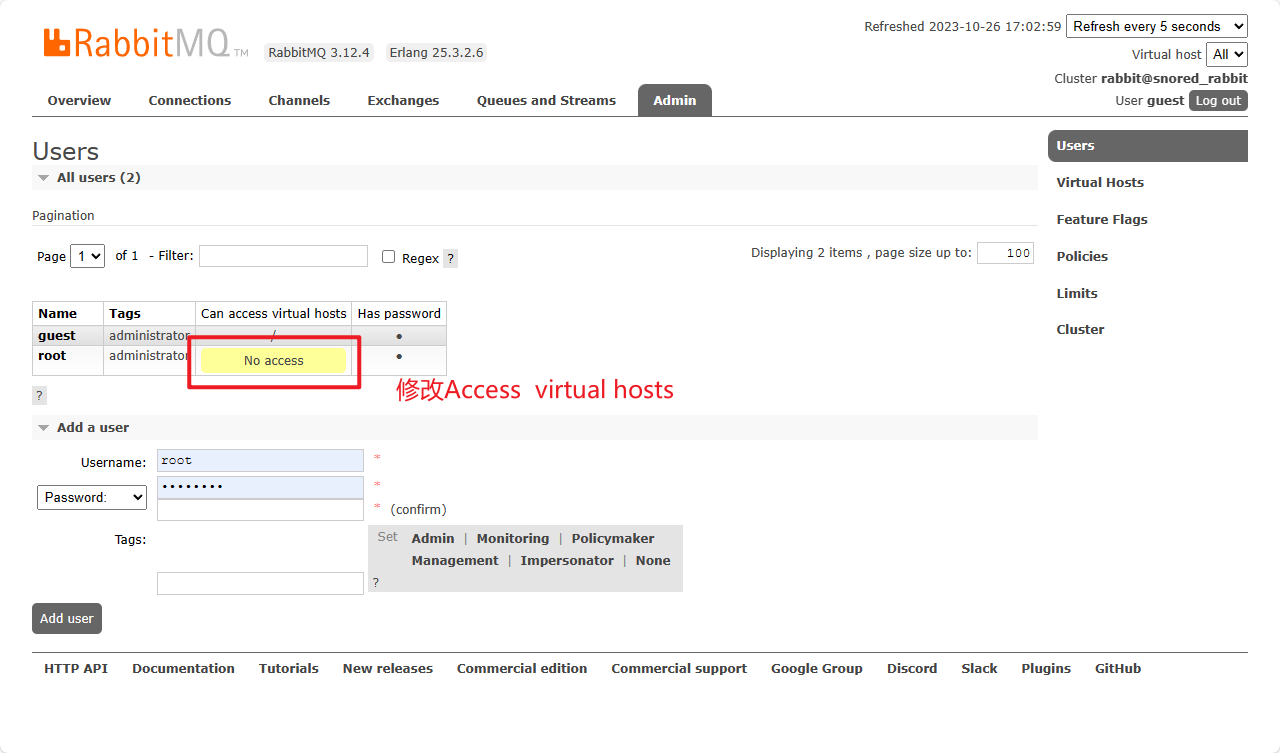 Refreshed 2023-10-26 17:02:59 Refresh every 5 seconds
RabbitMQ TM RabbitMQ 3.12.4 Erlang 25.3.2.6
Virtual host All
Cluster rabbit@snored_rabbit
User guest Log out
Overview Connections Channels Exchanges Queues and Streams Admin
Users
All users (2)
Pagination
Page 1 of 1 - Filter: Regex ? Displaying 2 items , page size up to: 100
Name Tags Can access virtual hosts Has password
guest administrator / •
root administrator No access •
?
修改Access virtual hosts
Add a user
Username: root *
Password: •••••••• *
* (confirm)
Tags: Set Admin | Monitoring | Policymaker
Management | Impersonator | None
?
Add user
HTTP API Documentation Tutorials New releases Commercial edition Commercial support Google Group Discord Slack Plugins GitHub
Users
Virtual Hosts
Feature Flags
Policies
Limits
Cluster